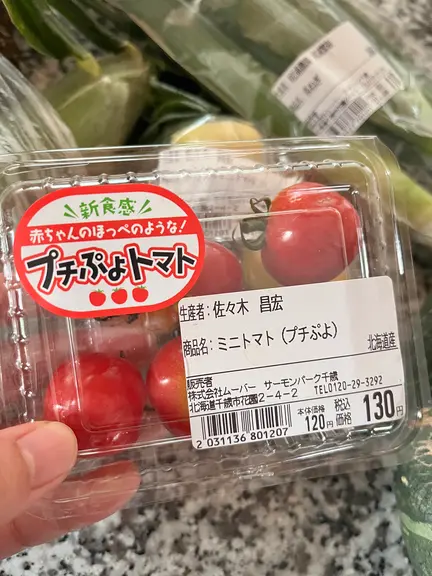 新食感
赤ちゃんのほっぺのような!
プチぷよトマト
生産者:佐々木 昌宏
商品名:ミニトマト (プチぷよ)
北海道産
販売者
株式会社ムーバー サーモンパーク千歳
北海道千歳市花園2-4-2 TEL0120-29-3292
本体価格 120円
税込価格 130円
2 031136 801207